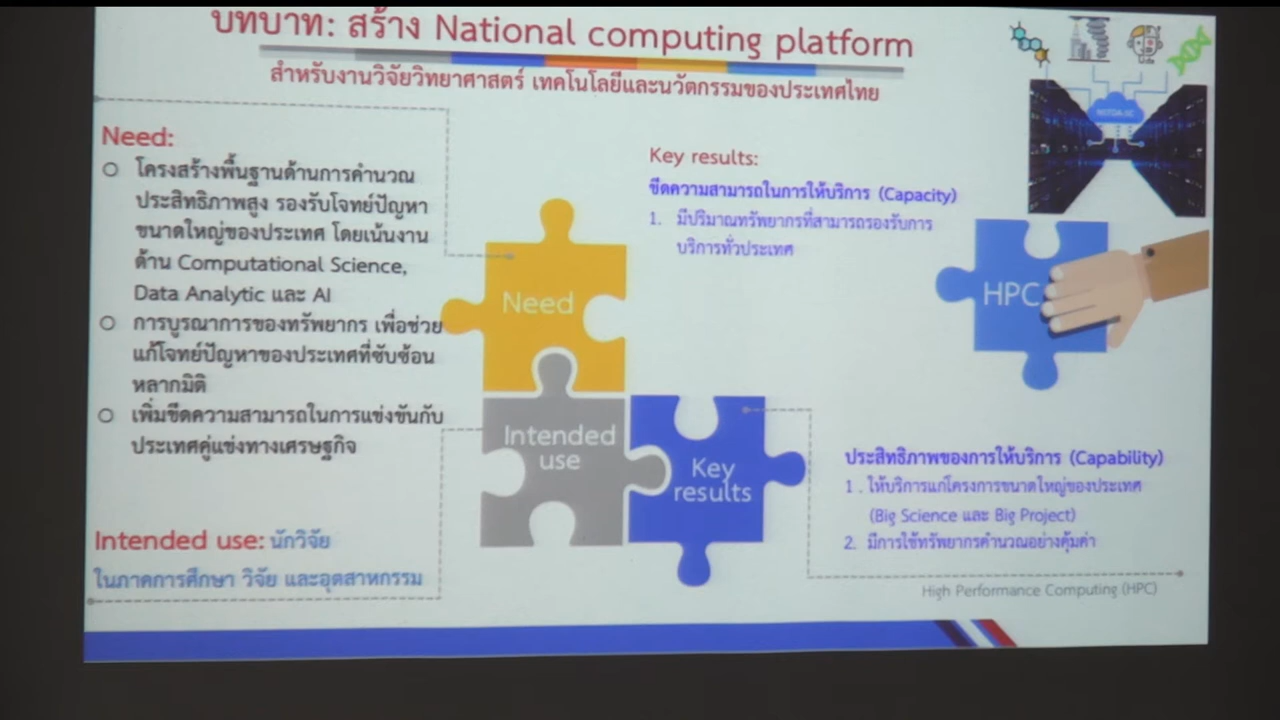 บทบาท: สร้าง National computing platform
สำหรับงานวิจัยวิทยาศาสตร์ เทคโนโลยีและนวัตกรรมของประเทศไทย
Need:
โครงสร้างพื้นฐานด้านการคำนวณ
ประสิทธิภาพสูง รองรับโจทย์ปัญหา
ขนาดใหญ่ของประเทศ โดยเน้นงาน
ด้าน Computational Science,
Data Analytic และ AI
การบูรณาการของทรัพยากร เพื่อช่วย
แก้โจทย์ปัญหาของประเทศที่ซับซ้อน
หลากมิติ
เพิ่มขีดความสามารถในการแข่งขันกับ
ประเทศคู่แข่งทางเศรษฐกิจ
Intended use: นักวิจัย
ในภาคการศึกษา วิจัย และอุตสาหกรรม
Need
Intended
use
Key
results
Key results:
ขีดความสามารถในการให้บริการ (Capacity)
1. มีปริมาณทรัพยากรที่สามารถรองรับการ
บริการทั่วประเทศ
HPC
ประสิทธิภาพของการให้บริการ (Capability)
1 . ให้บริการแก่โครงการขนาดใหญ่ของประเทศ
(Big Science และ Big Project)
2. มีการใช้ทรัพยากรคำนวณอย่างคุ้มค่า
High Performance Computing (HPC)